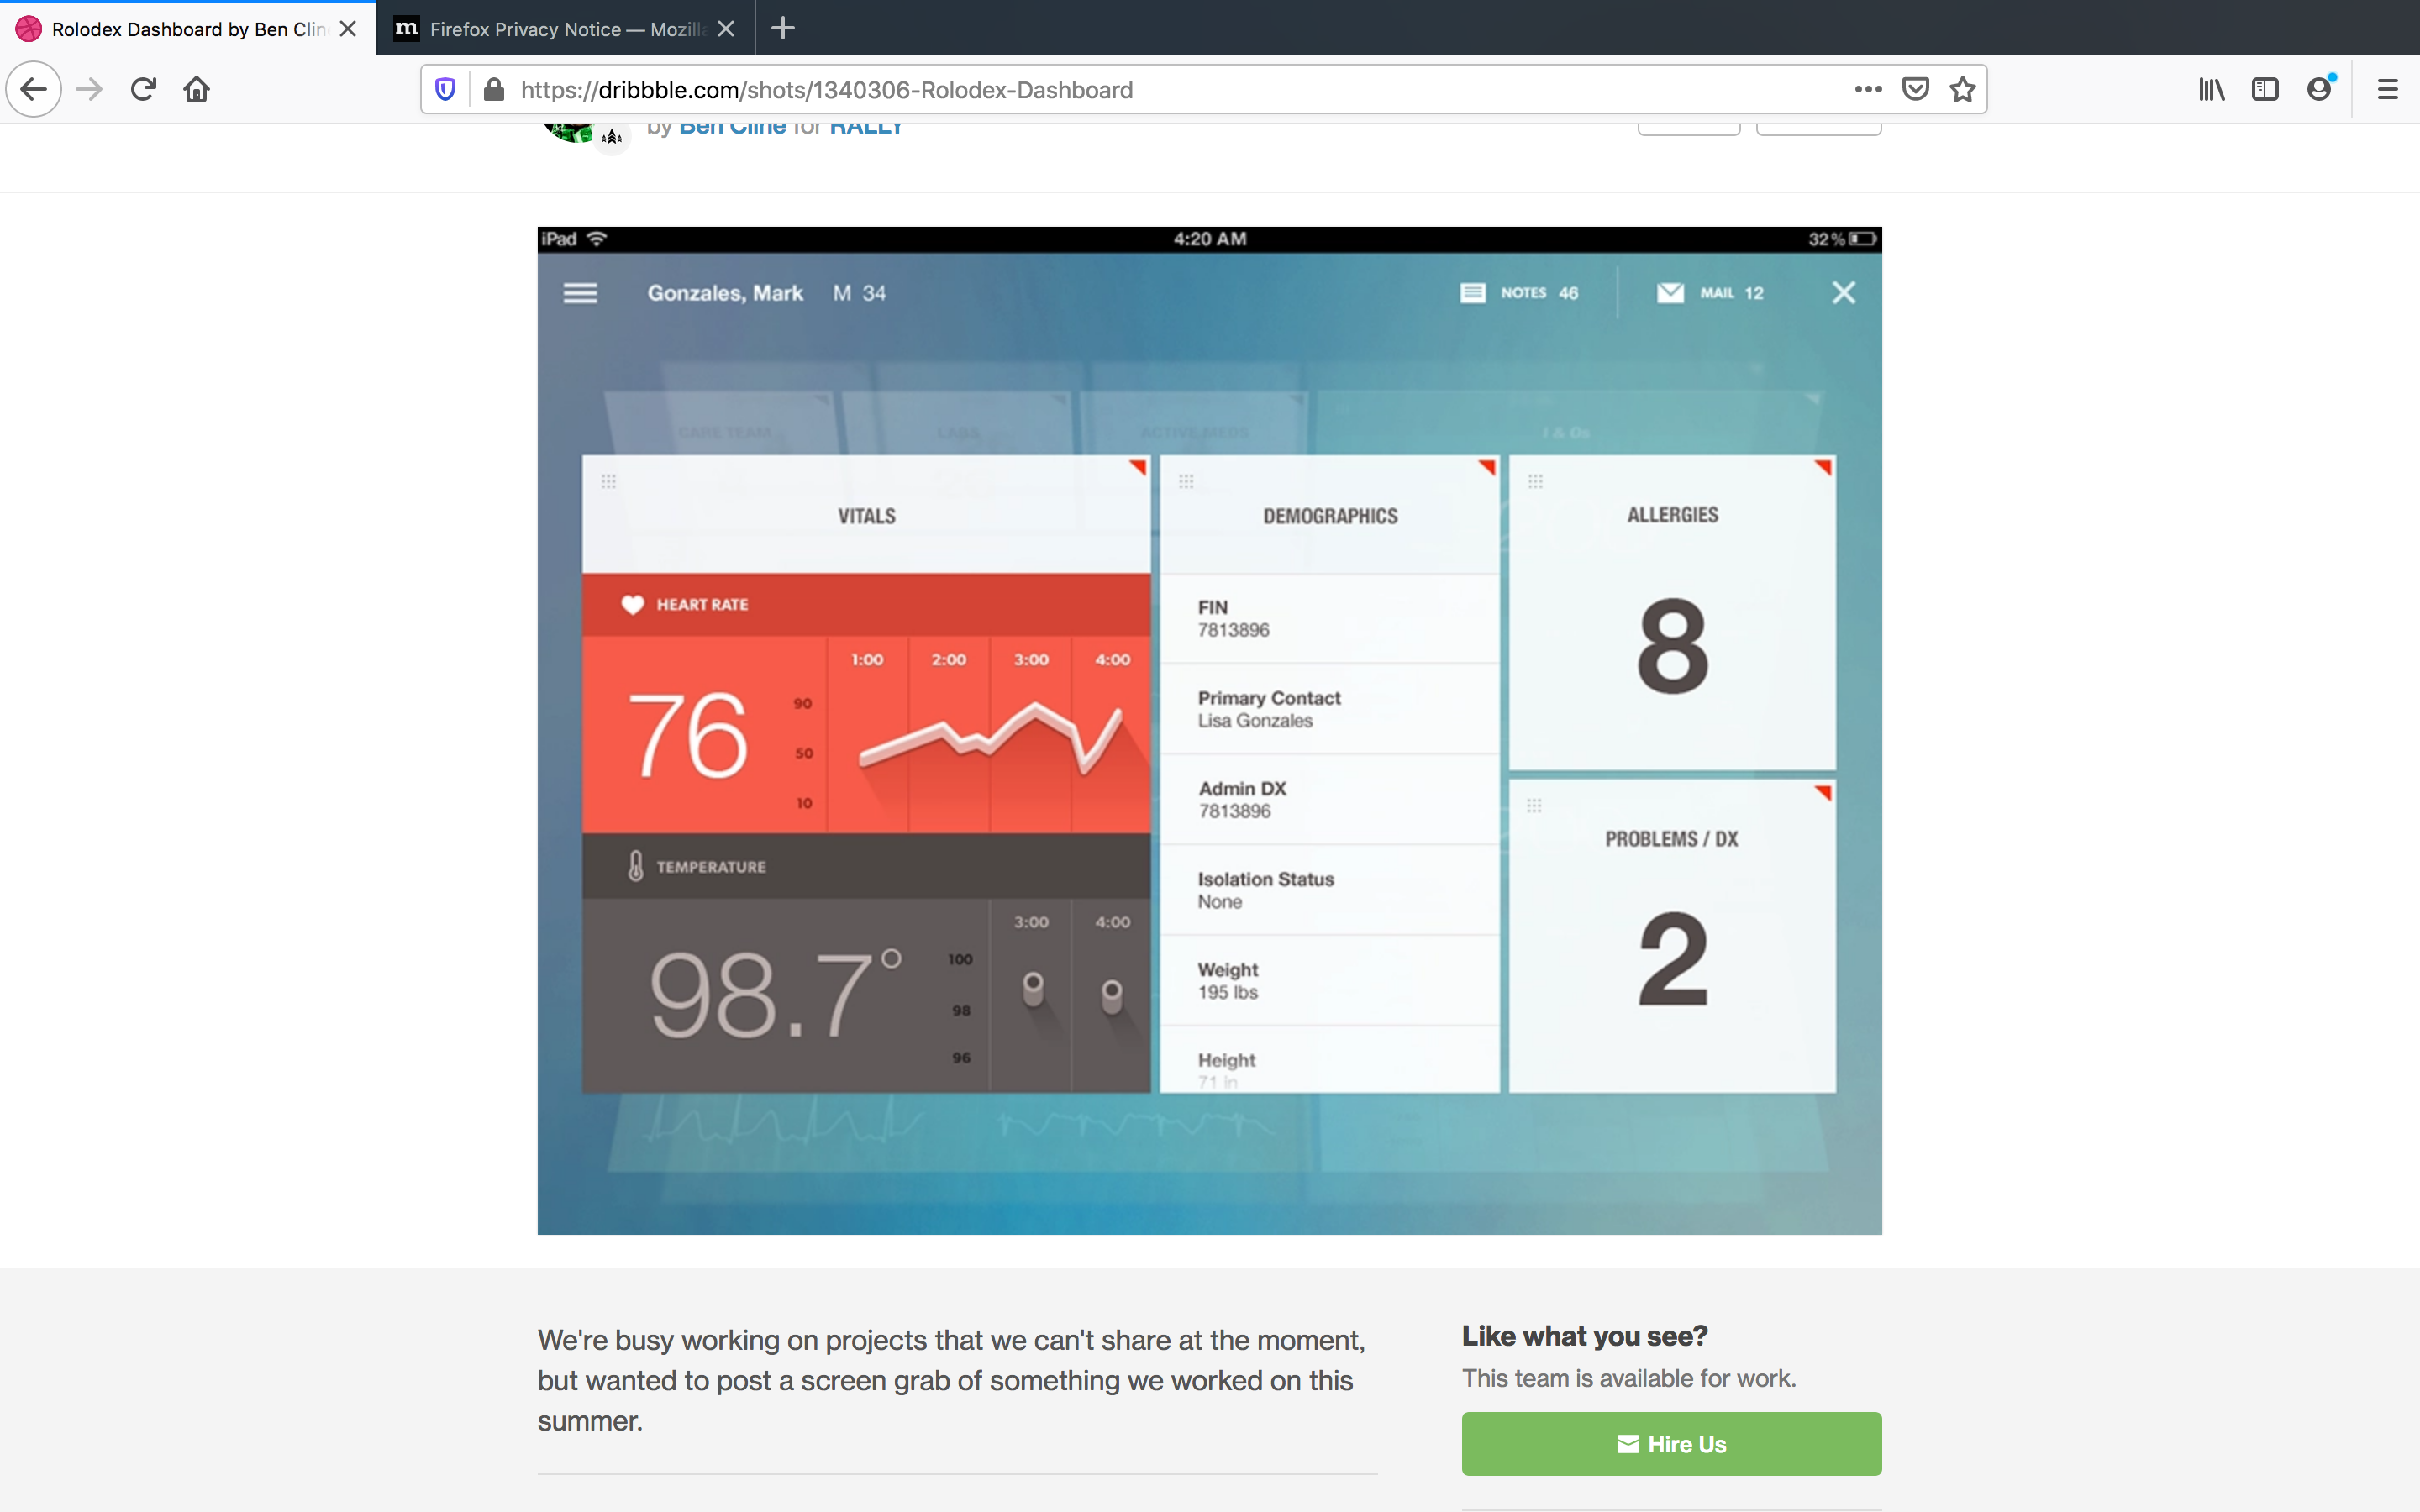 Rolodex Dashboard by Ben Clin
Firefox Privacy Notice — Mozilla
https://dribbble.com/shots/1340306-Rolodex-Dashboard
by Ben Cline for RALLY
iPad
4:20 AM
32%
Gonzales, Mark M 34
NOTES 46
MAIL 12
CARE TEAM
LABS
ACTIVE MEDS
I & Os
VITALS
HEART RATE
1:00 2:00 3:00 4:00
76
90
50
10
TEMPERATURE
3:00 4:00
98.7°
100
98
96
DEMOGRAPHICS
FIN
7813896
Primary Contact
Lisa Gonzales
Admin DX
7813896
Isolation Status
None
Weight
195 lbs
Height
71 in
ALLERGIES
8
PROBLEMS / DX
2
We're busy working on projects that we can't share at the moment,
but wanted to post a screen grab of something we worked on this
summer.
Like what you see?
This team is available for work.
Hire Us